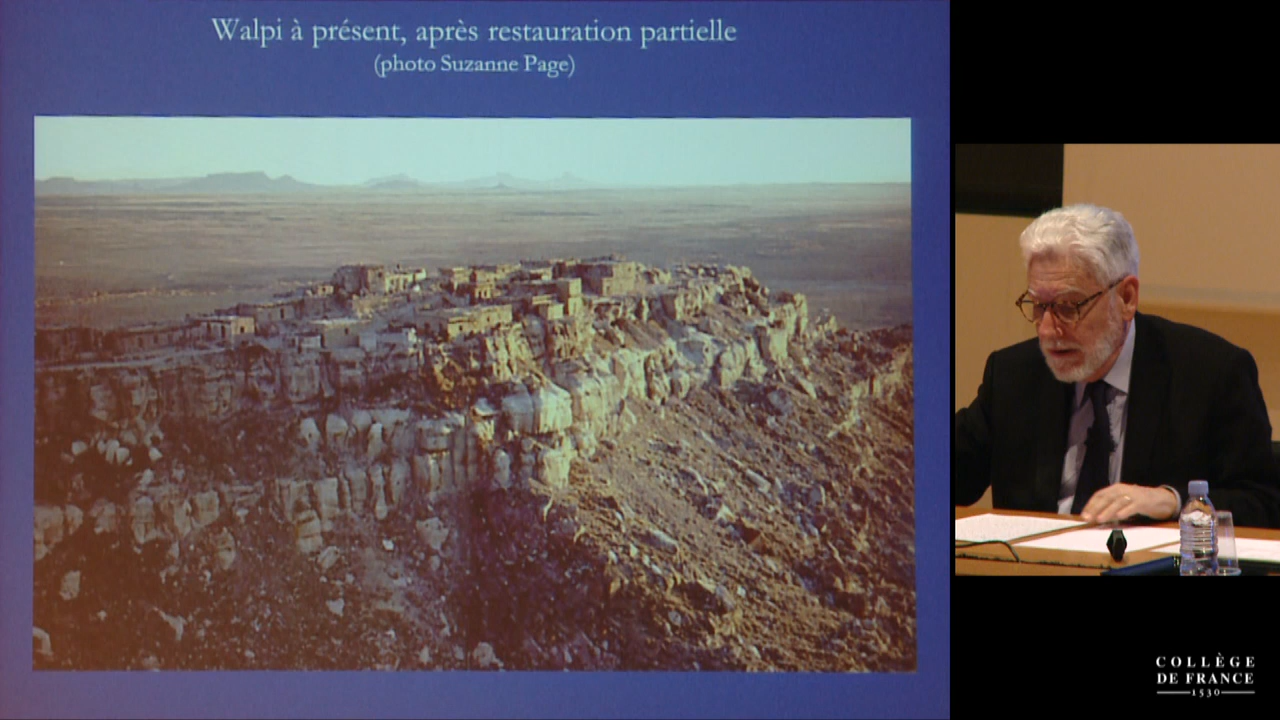 Walpi à présent, après restauration partielle
(photo Suzanne Page)
COLLÈGE
DE FRANCE
1530